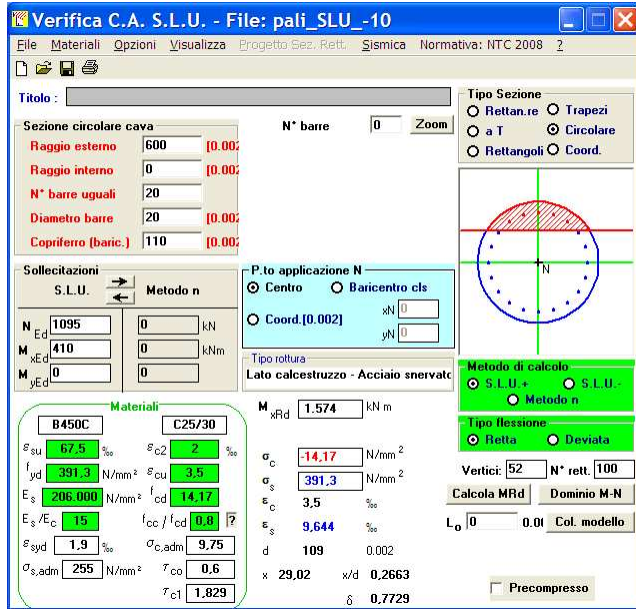 Verifica C.A. S.L.U. - File: pali_SLU_-10
File Materiali Opzioni Visualizza Progetto Sez. Rett. Sismica Normativa: NTC 2008 ?
Titolo :
Tipo Sezione
Rettan.re Trapezi
a T Circolare
Rettangoli Coord.
Sezione circolare cava
Raggio esterno 600 [0.002
Raggio interno 0 [0.002
N° barre uguali 20
Diametro barre 20 [0.002
Copriferro (baric.) 110 [0.002
N° barre 0 Zoom
N
Sollecitazioni
S.L.U. Metodo n
N Ed 1095 0 kN
M xEd 410 0 kNm
M yEd 0 0
P.to applicazione N
Centro Baricentro cls
Coord.[0.002] xN 0
yN 0
Tipo rottura
Lato calcestruzzo - Acciaio snervato
Metodo di calcolo
S.L.U.+ S.L.U.-
Metodo n
Tipo flessione
Retta Deviata
Vertici: 52 N° rett. 100
Calcola MRd Dominio M-N
L o 0 0.00 Col. modello
Precompresso
Materiali
B450C C25/30
ε su 67,5 ‰ ε c2 2 ‰
f yd 391,3 N/mm² ε cu 3,5
E s 206.000 N/mm² f cd 14,17
E s /E c 15 f cc / f cd 0,8 ?
ε syd 1,9 ‰ σ c,adm 9,75
σ s,adm 255 N/mm² τ co 0,6
τ c1 1,829
M xRd 1.574 kN m
σ c -14,17 N/mm²
σ s 391,3 N/mm²
ε c 3,5 ‰
ε s 9,644 ‰
d 109 0.002
x 29,02 x/d 0,2663
δ 0,7729